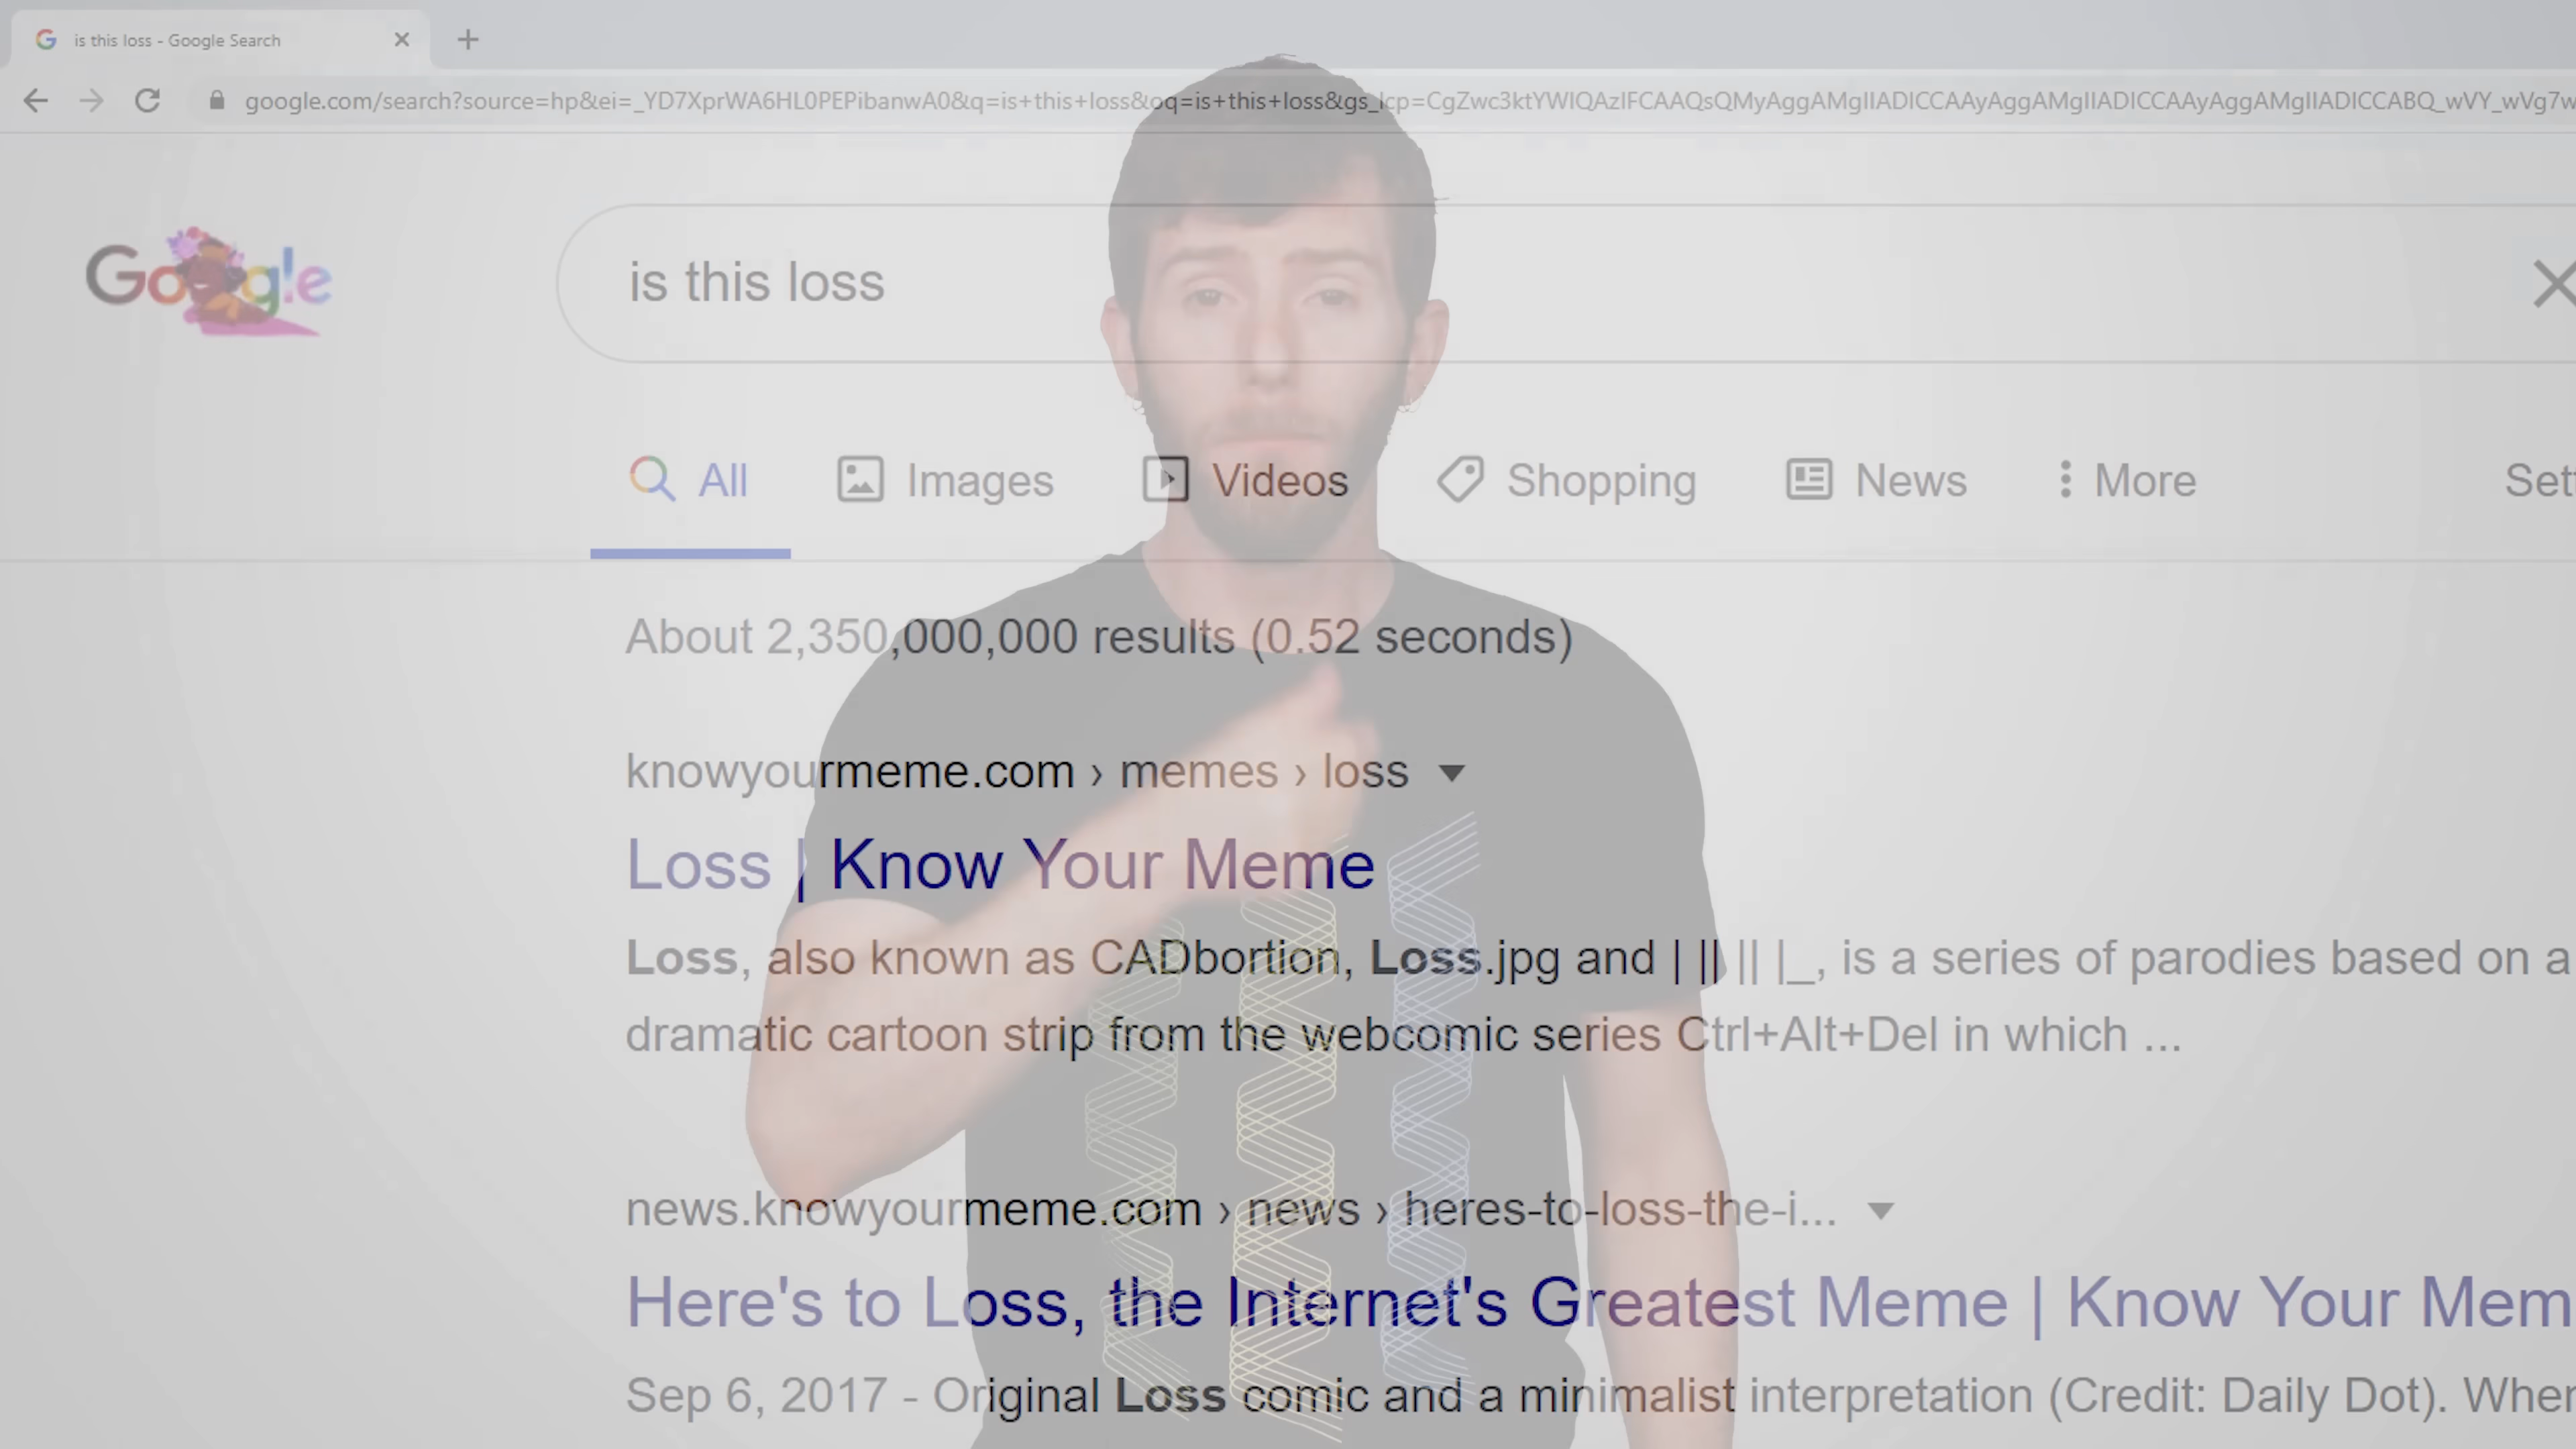 is this loss - Google Search
google.com/search?source=hp&ei=_YD7XprWA6HL0PEPibanwA0&q=is+this+loss&oq=is+this+loss&gs_lcp=CgZwc3ktYWIQAzIFCAAQsQMyAggAMgIIADICCAAyAggAMgIIADICCAAyAggAMgIIADICCABQ_wVY_wVg7w
Google
is this loss
All Images Videos Shopping News More
About 2,350,000,000 results (0.52 seconds)
knowyourmeme.com › memes › loss
Loss | Know Your Meme
Loss, also known as CADbortion, Loss.jpg and | || || |_, is a series of parodies based on a
dramatic cartoon strip from the webcomic series Ctrl+Alt+Del in which ...
news.knowyourmeme.com › news › heres-to-loss-the-i...
Here's to Loss, the Internet's Greatest Meme | Know Your Mem
Sep 6, 2017 - Original Loss comic and a minimalist interpretation (Credit: Daily Dot). When